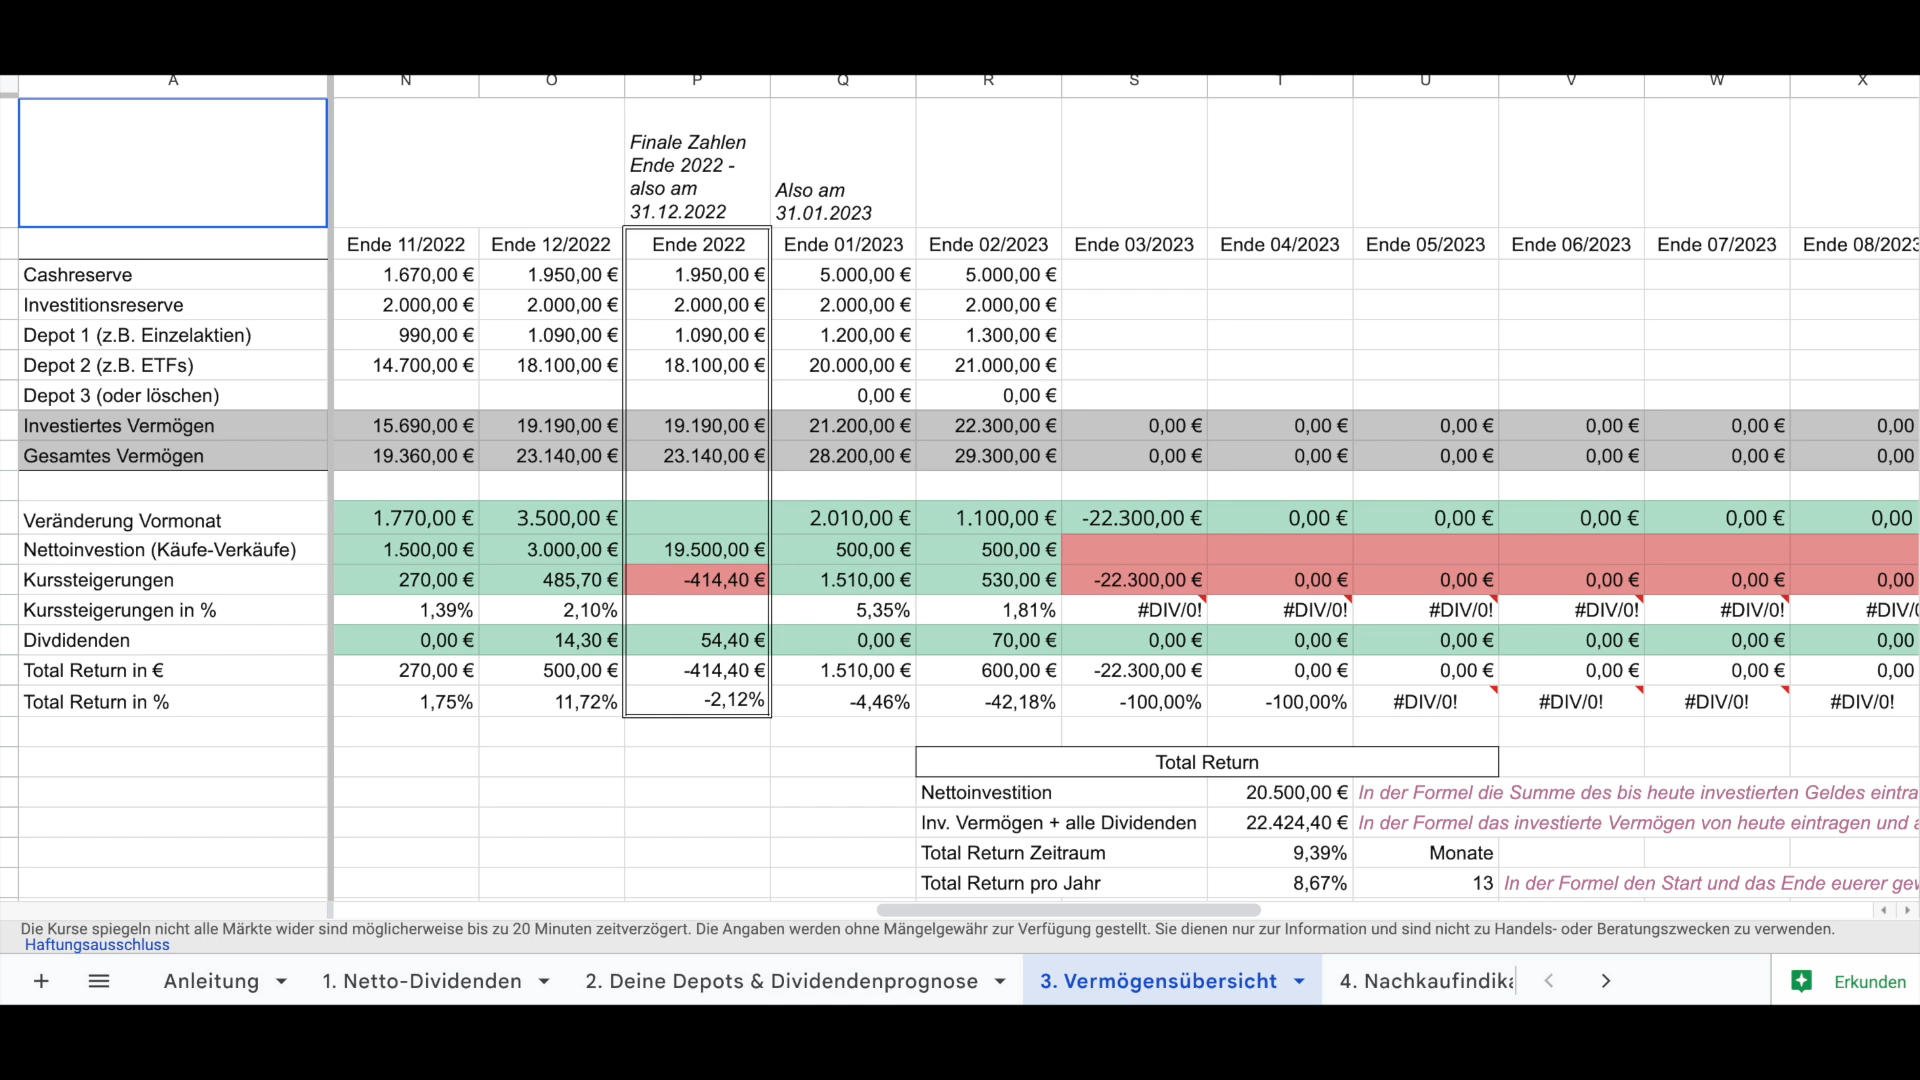 A N O P Q R S T U V W X
Finale Zahlen
Ende 2022 -
also am
31.12.2022
Also am
31.01.2023
Ende 11/2022 Ende 12/2022 Ende 2022 Ende 01/2023 Ende 02/2023 Ende 03/2023 Ende 04/2023 Ende 05/2023 Ende 06/2023 Ende 07/2023 Ende 08/2023
Cashreserve 1.670,00 € 1.950,00 € 1.950,00 € 5.000,00 € 5.000,00 €
Investitionsreserve 2.000,00 € 2.000,00 € 2.000,00 € 2.000,00 € 2.000,00 €
Depot 1 (z.B. Einzelaktien) 990,00 € 1.090,00 € 1.090,00 € 1.200,00 € 1.300,00 €
Depot 2 (z.B. ETFs) 14.700,00 € 18.100,00 € 18.100,00 € 20.000,00 € 21.000,00 €
Depot 3 (oder löschen) 0,00 € 0,00 €
Investiertes Vermögen 15.690,00 € 19.190,00 € 19.190,00 € 21.200,00 € 22.300,00 € 0,00 € 0,00 € 0,00 € 0,00 € 0,00 € 0,00
Gesamtes Vermögen 19.360,00 € 23.140,00 € 23.140,00 € 28.200,00 € 29.300,00 € 0,00 € 0,00 € 0,00 € 0,00 € 0,00 € 0,00
Veränderung Vormonat 1.770,00 € 3.500,00 € 2.010,00 € 1.100,00 € -22.300,00 € 0,00 € 0,00 € 0,00 € 0,00 € 0,00
Nettoinvestion (Käufe-Verkäufe) 1.500,00 € 3.000,00 € 19.500,00 € 500,00 € 500,00 €
Kurssteigerungen 270,00 € 485,70 € -414,40 € 1.510,00 € 530,00 € -22.300,00 € 0,00 € 0,00 € 0,00 € 0,00 € 0,00
Kurssteigerungen in % 1,39% 2,10% 5,35% 1,81% #DIV/0! #DIV/0! #DIV/0! #DIV/0! #DIV/0! #DIV/0
Divdidenden 0,00 € 14,30 € 54,40 € 0,00 € 70,00 € 0,00 € 0,00 € 0,00 € 0,00 € 0,00 € 0,00
Total Return in € 270,00 € 500,00 € -414,40 € 1.510,00 € 600,00 € -22.300,00 € 0,00 € 0,00 € 0,00 € 0,00 € 0,00
Total Return in % 1,75% 11,72% -2,12% -4,46% -42,18% -100,00% -100,00% #DIV/0! #DIV/0! #DIV/0! #DIV/0!
Total Return
Nettoinvestition 20.500,00 € In der Formel die Summe des bis heute investierten Geldes eintra
Inv. Vermögen + alle Dividenden 22.424,40 € In der Formel das investierte Vermögen von heute eintragen und a
Total Return Zeitraum 9,39% Monate
Total Return pro Jahr 8,67% 13 In der Formel den Start und das Ende euerer gew
Die Kurse spiegeln nicht alle Märkte wider sind möglicherweise bis zu 20 Minuten zeitverzögert. Die Angaben werden ohne Mängelgewähr zur Verfügung gestellt. Sie dienen nur zur Information und sind nicht zu Handels- oder Beratungszwecken zu verwenden.
Haftungsausschluss
Anleitung 1. Netto-Dividenden 2. Deine Depots & Dividendenprognose 3. Vermögensübersicht 4. Nachkaufindika Erkunden